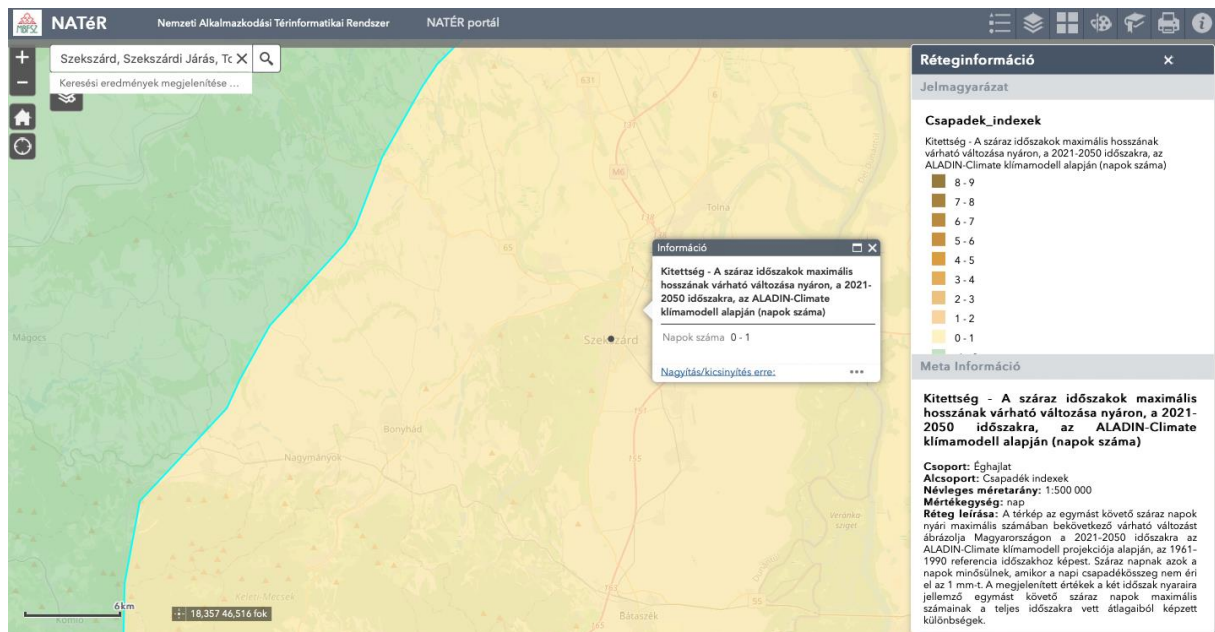 MBFSZ
NATéR
Nemzeti Alkalmazkodási Térinformatikai Rendszer
NATÉR portál
Szekszárd, Szekszárdi Járás, To
Keresési eredmények megjelenítése ...
631
6
M6
Tolna
65
Szekszárd
Mágocs
Bonyhád
Nagymányok
Keleti-Mecsek
Komló
Bátaszék
55
6km
18,357 46,516 fok
Információ
Kitettség - A száraz időszakok maximális
hosszának várható változása nyáron, a 2021-
2050 időszakra, az ALADIN-Climate
klímamodell alapján (napok száma)
Napok száma 0 - 1
Nagyítás/kicsinyítés erre:
Réteginformáció
Jelmagyarázat
Csapadek_indexek
Kitettség - A száraz időszakok maximális hosszának
várható változása nyáron, a 2021-2050 időszakra, az
ALADIN-Climate klímamodell alapján (napok száma)
8 - 9
7 - 8
6 - 7
5 - 6
4 - 5
3 - 4
2 - 3
1 - 2
0 - 1
Meta Információ
Kitettség - A száraz időszakok maximális
hosszának várható változása nyáron, a 2021-
2050 időszakra, az ALADIN-Climate
klímamodell alapján (napok száma)
Csoport: Éghajlat
Alcsoport: Csapadék indexek
Névleges méretarány: 1:500 000
Mértékegység: nap
Réteg leírása: A térkép az egymást követő száraz napok
nyári maximális számában bekövetkező várható változást
ábrázolja Magyarországon a 2021-2050 időszakra az
ALADIN-Climate klímamodell projekciója alapján, az 1961-
1990 referencia időszakhoz képest. Száraz napnak azok a
napok minősülnek, amikor a napi csapadékösszeg nem éri
el az 1 mm-t. A megjelenített értékek a két időszak nyaraira
jellemző egymást követő száraz napok maximális
számainak a teljes időszakra vett átlagaiból képzett
különbségek.